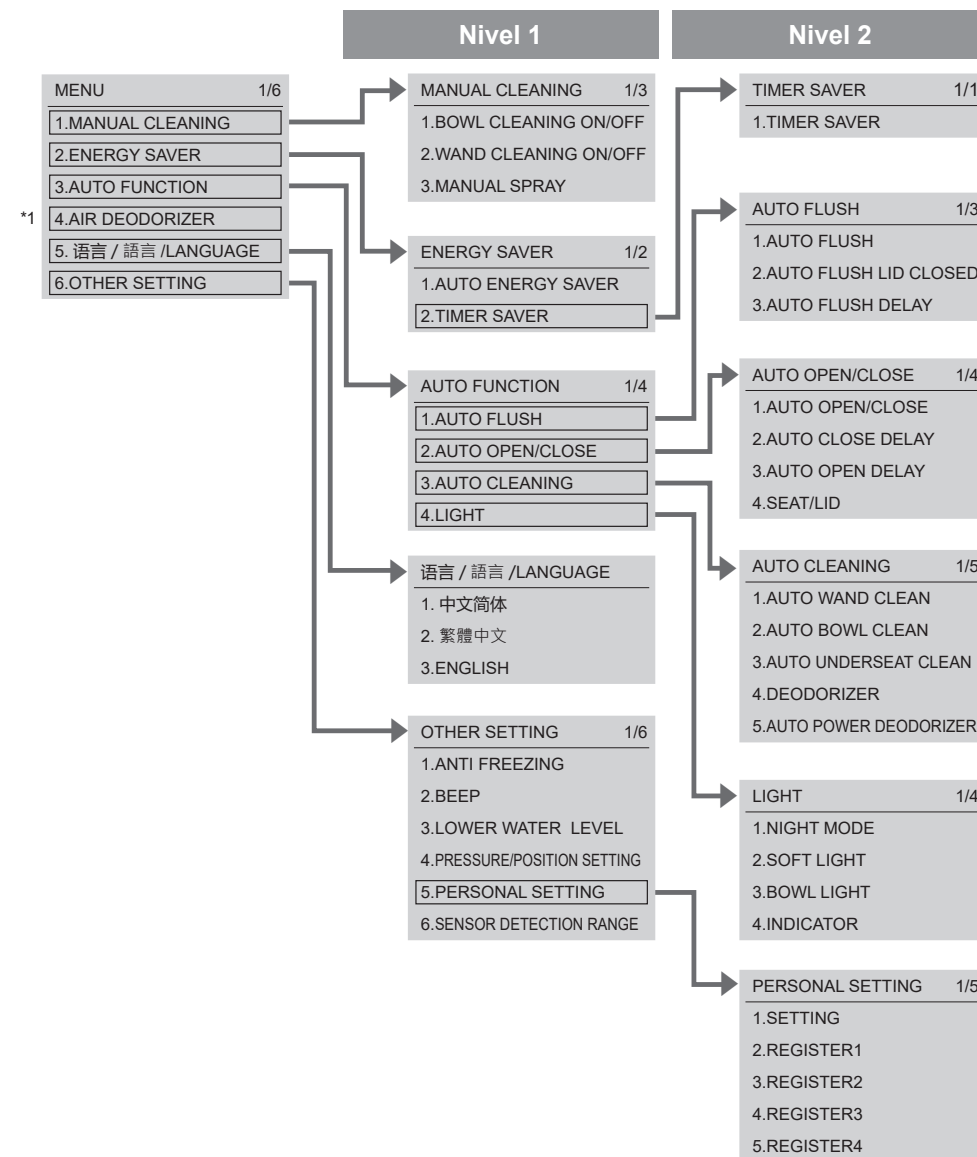 Nivel 1
Nivel 2
MENU 1/6
1.MANUAL CLEANING
2.ENERGY SAVER
3.AUTO FUNCTION
*1 4.AIR DEODORIZER
5. 语言 / 語言 /LANGUAGE
6.OTHER SETTING
MANUAL CLEANING 1/3
1.BOWL CLEANING ON/OFF
2.WAND CLEANING ON/OFF
3.MANUAL SPRAY
ENERGY SAVER 1/2
1.AUTO ENERGY SAVER
2.TIMER SAVER
AUTO FUNCTION 1/4
1.AUTO FLUSH
2.AUTO OPEN/CLOSE
3.AUTO CLEANING
4.LIGHT
语言 / 語言 /LANGUAGE
1. 中文简体
2. 繁體中文
3.ENGLISH
OTHER SETTING 1/6
1.ANTI FREEZING
2.BEEP
3.LOWER WATER LEVEL
4.PRESSURE/POSITION SETTING
5.PERSONAL SETTING
6.SENSOR DETECTION RANGE
TIMER SAVER 1/1
1.TIMER SAVER
AUTO FLUSH 1/3
1.AUTO FLUSH
2.AUTO FLUSH LID CLOSED
3.AUTO FLUSH DELAY
AUTO OPEN/CLOSE 1/4
1.AUTO OPEN/CLOSE
2.AUTO CLOSE DELAY
3.AUTO OPEN DELAY
4.SEAT/LID
AUTO CLEANING 1/5
1.AUTO WAND CLEAN
2.AUTO BOWL CLEAN
3.AUTO UNDERSEAT CLEAN
4.DEODORIZER
5.AUTO POWER DEODORIZER
LIGHT 1/4
1.NIGHT MODE
2.SOFT LIGHT
3.BOWL LIGHT
4.INDICATOR
PERSONAL SETTING 1/5
1.SETTING
2.REGISTER1
3.REGISTER2
4.REGISTER3
5.REGISTER4